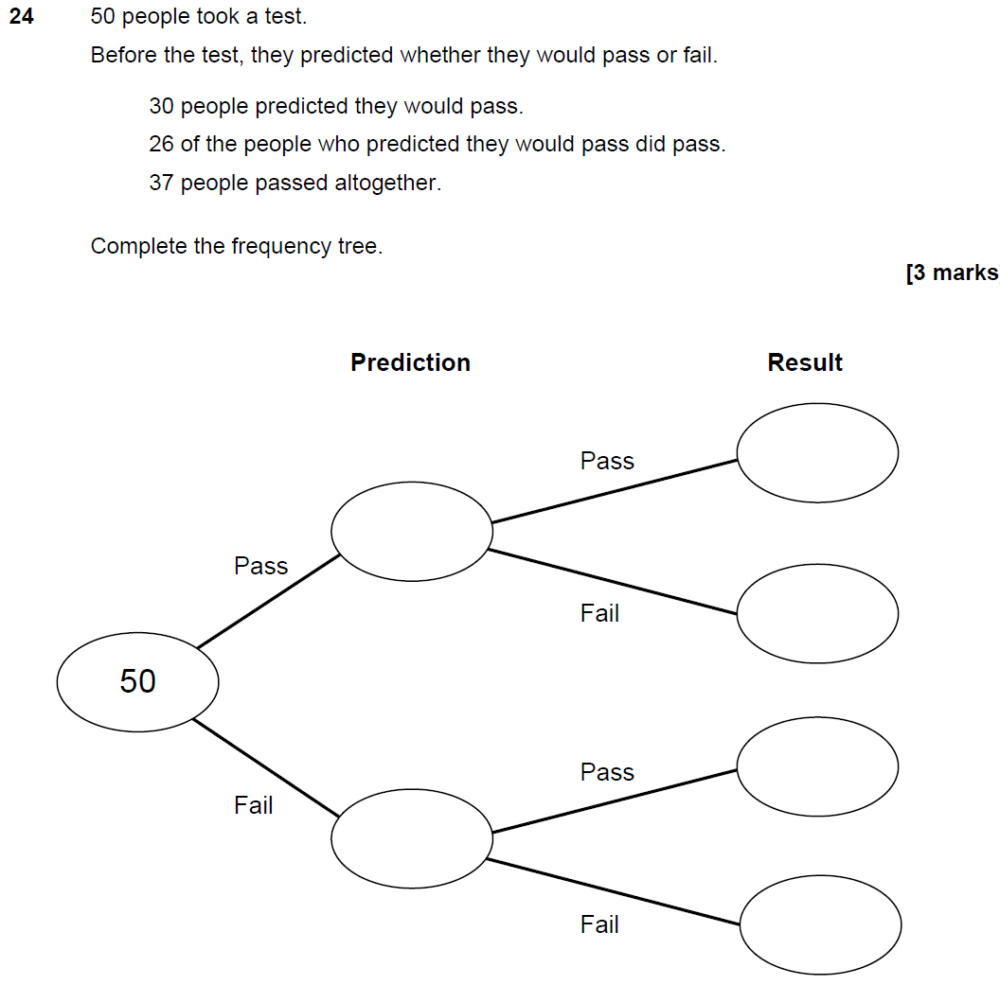 24 50 people took a test.
Before the test, they predicted whether they would pass or fail.
30 people predicted they would pass.
26 of the people who predicted they would pass did pass.
37 people passed altogether.
Complete the frequency tree.
[3 marks]
Prediction Result
Pass
Pass
Fail
50
Pass
Fail
Fail